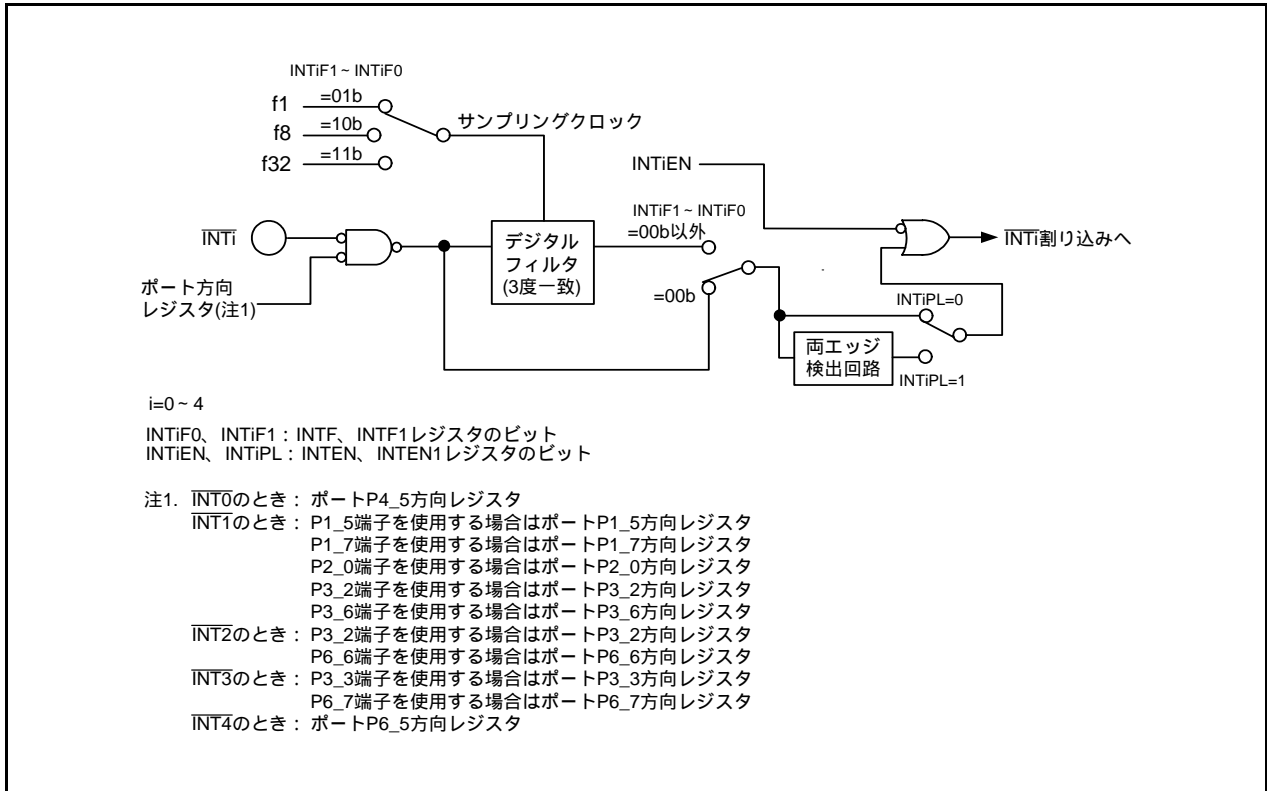 INTiF1~INTiF0
f1 =01b
f8 =10b
f32 =11b
サンプリングクロック
INTiEN
INTi
ポート方向
レジスタ(注1)
デジタル
フィルタ
(3度一致)
INTiF1~INTiF0
=00b以外
=00b
INTi割り込みへ
INTiPL=0
両エッジ
検出回路
INTiPL=1
i=0~4
INTiF0、INTiF1:INTF、INTF1レジスタのビット
INTiEN、INTiPL:INTEN、INTEN1レジスタのビット
注1. INT0のとき:ポートP4_5方向レジスタ
INT1のとき:P1_5端子を使用する場合はポートP1_5方向レジスタ
P1_7端子を使用する場合はポートP1_7方向レジスタ
P2_0端子を使用する場合はポートP2_0方向レジスタ
P3_2端子を使用する場合はポートP3_2方向レジスタ
P3_6端子を使用する場合はポートP3_6方向レジスタ
INT2のとき:P3_2端子を使用する場合はポートP3_2方向レジスタ
P6_6端子を使用する場合はポートP6_6方向レジスタ
INT3のとき:P3_3端子を使用する場合はポートP3_3方向レジスタ
P6_7端子を使用する場合はポートP6_7方向レジスタ
INT4のとき:ポートP6_5方向レジスタ